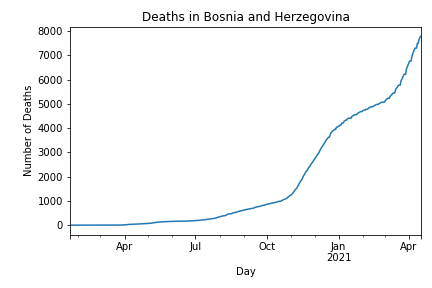 Deaths in Bosnia and Herzegovina
8000
7000
6000
5000
4000
3000
2000
1000
0
Number of Deaths
Apr Jul Oct Jan Apr
2021
Day